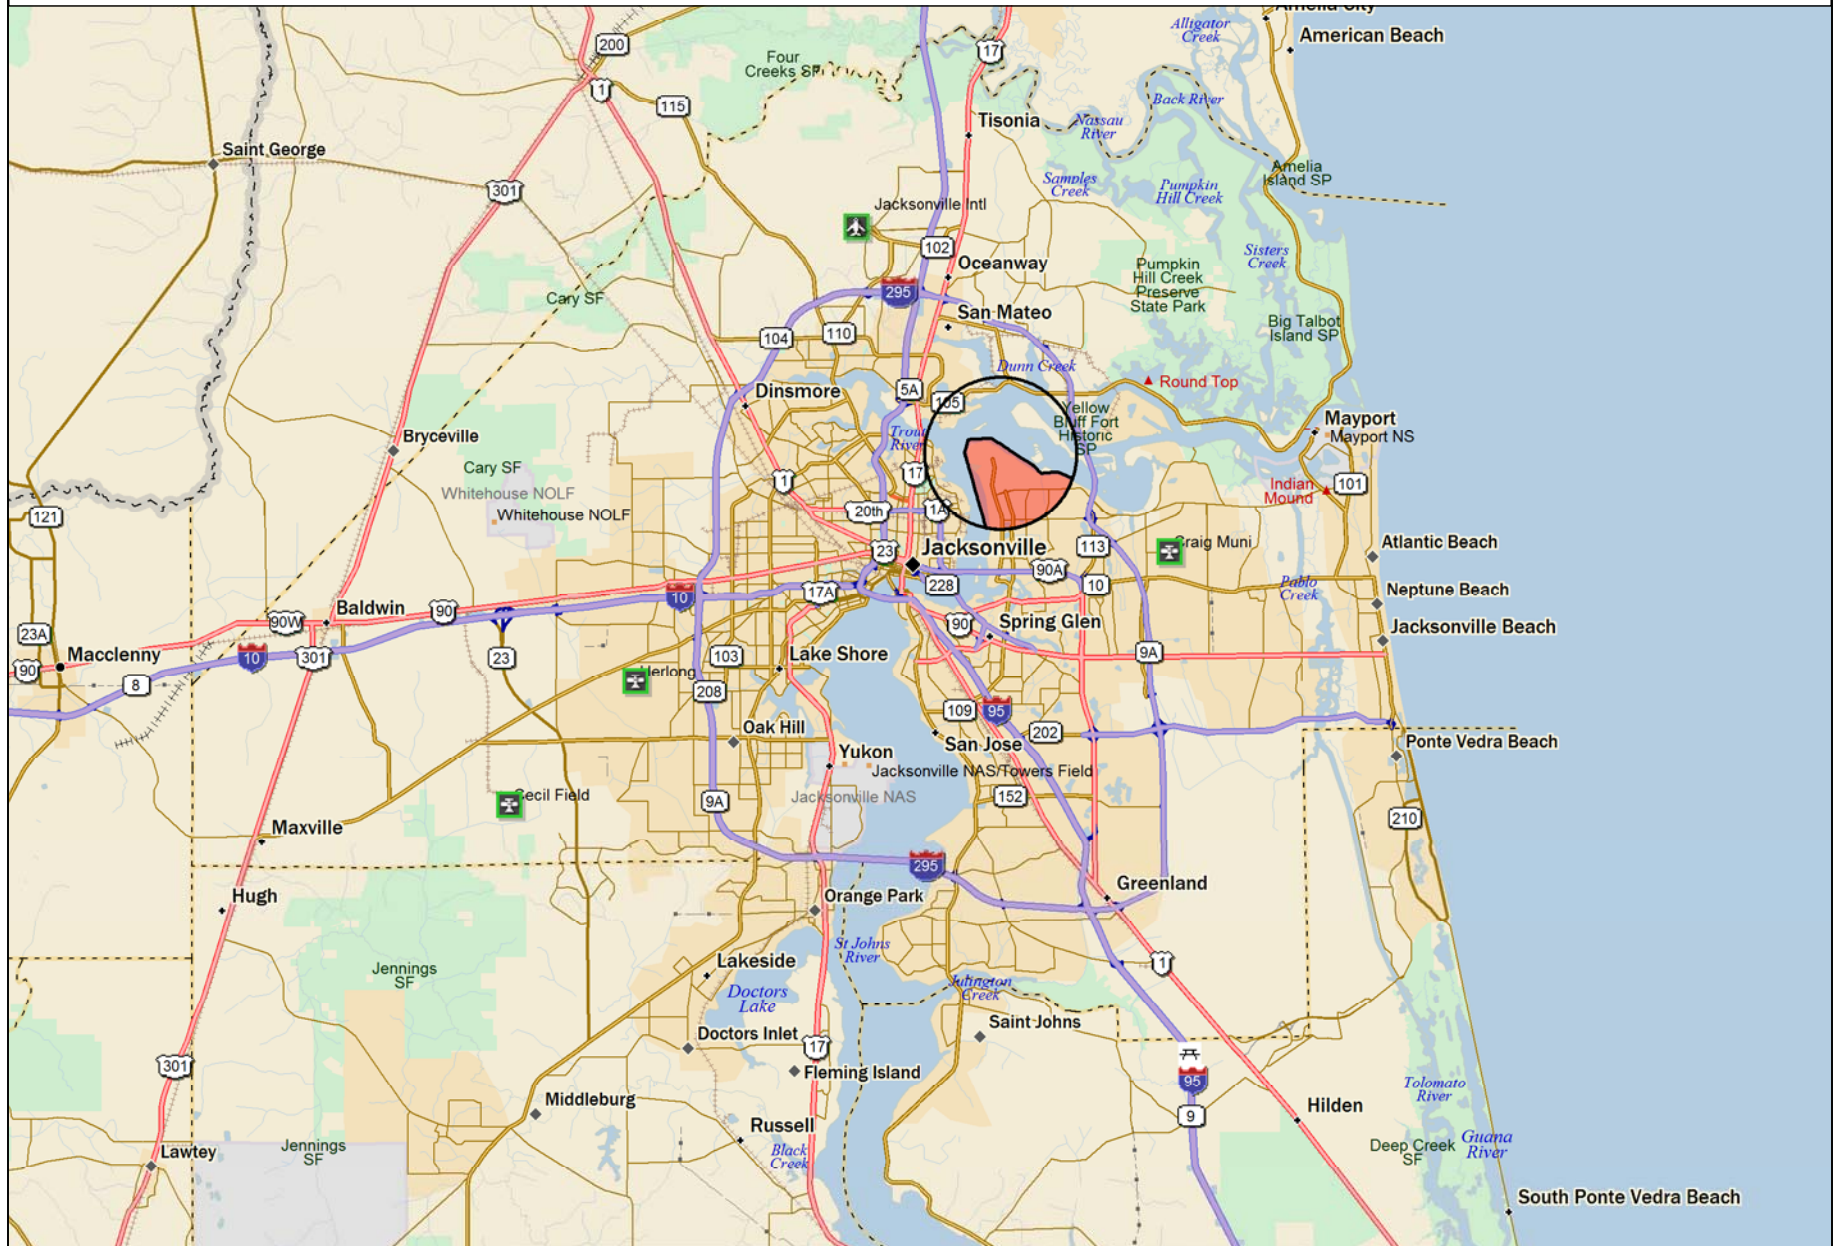 Amelia City
Alligator
Creek
American Beach
200
17
Four
Creeks SP
1
115
Back River
Tisonia
Nassau
River
Saint George
Amelia
Island SP
301
Samples
Creek
Pumpkin
Hill Creek
Jacksonville Intl
102
Sisters
Creek
Oceanway
Pumpkin
Hill Creek
Preserve
State Park
295
Cary SF
San Mateo
Big Talbot
Island SP
104
110
Dunn Creek
Round Top
5A
Dinsmore
105
Yellow
Bluff Fort
Historic
SP
Mayport
Mayport NS
Trout
River
Bryceville
Cary SF
17
1
Indian
Mound
101
Whitehouse NOLF
Whitehouse NOLF
121
20th
1A
Craig Muni
Atlantic Beach
23
Jacksonville
113
90A
10
Pablo
Creek
Neptune Beach
228
17A
10
Baldwin
90
90W
90
Spring Glen
Jacksonville Beach
23A
Macclenny
90
10
301
23
103
Lake Shore
9A
8
Herlong
208
109
95
Oak Hill
202
San Jose
Ponte Vedra Beach
Yukon
Jacksonville NAS/Towers Field
Jacksonville NAS
152
Cecil Field
9A
210
Maxville
295
Greenland
Hugh
Orange Park
St Johns
River
Lakeside
1
Jennings
SF
Doctors
Lake
Julington
Creek
Saint Johns
Doctors Inlet
17
301
Fleming Island
95
Tolomato
River
Middleburg
9
Hilden
Russell
Jennings
SF
Black
Creek
Deep Creek
SF
Guana
River
Lawtey
South Ponte Vedra Beach